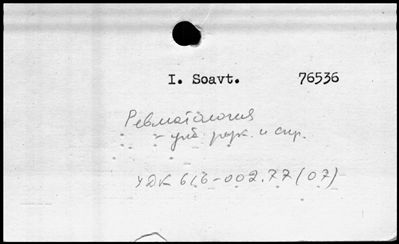 I. Soavt. 76536
Ревматология
- учеб. рук. и спр.
УДК 616-002.77 (07)